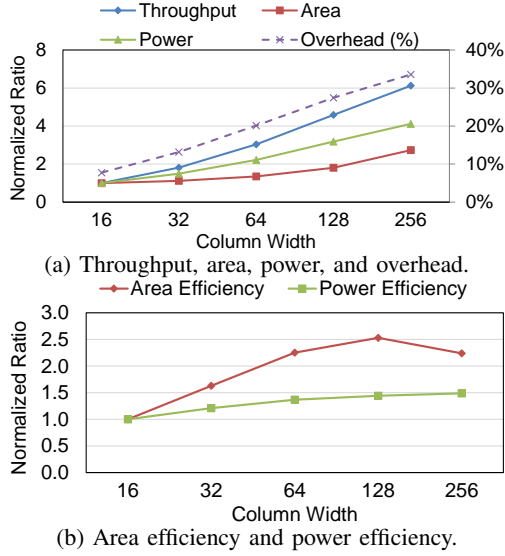 Throughput Area
Power Overhead (%)
Normalized Ratio
8 40%
6 30%
4 20%
2 10%
0 0%
16 32 64 128 256
Column Width
(a) Throughput, area, power, and overhead.
Area Efficiency Power Efficiency
Normalized Ratio
3.0
2.5
2.0
1.5
1.0
0.5
0.0
16 32 64 128 256
Column Width
(b) Area efficiency and power efficiency.